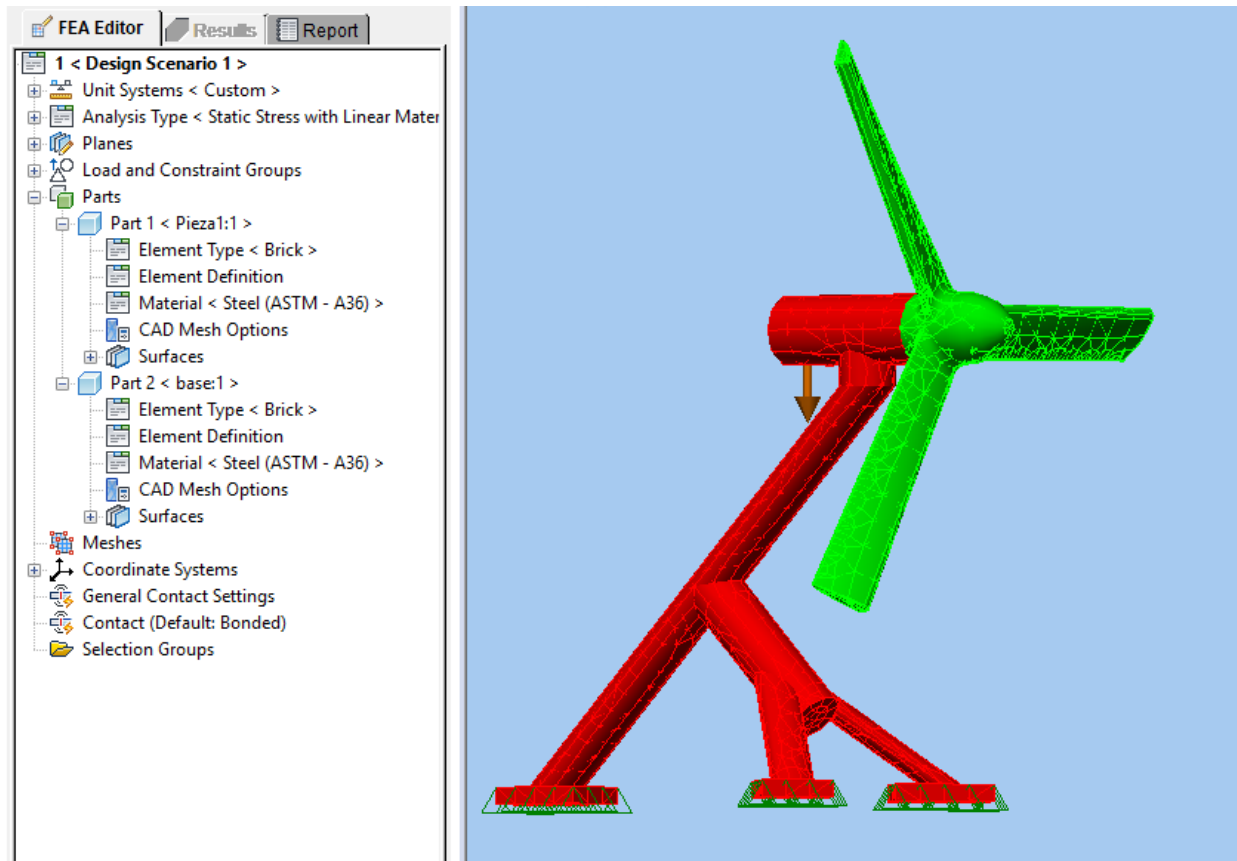 FEA Editor Results Report
1 < Design Scenario 1 >
Unit Systems < Custom >
Analysis Type < Static Stress with Linear Mater
Planes
Load and Constraint Groups
Parts
Part 1 < Pieza1:1 >
Element Type < Brick >
Element Definition
Material < Steel (ASTM - A36) >
CAD Mesh Options
Surfaces
Part 2 < base:1 >
Element Type < Brick >
Element Definition
Material < Steel (ASTM - A36) >
CAD Mesh Options
Surfaces
Meshes
Coordinate Systems
General Contact Settings
Contact (Default: Bonded)
Selection Groups